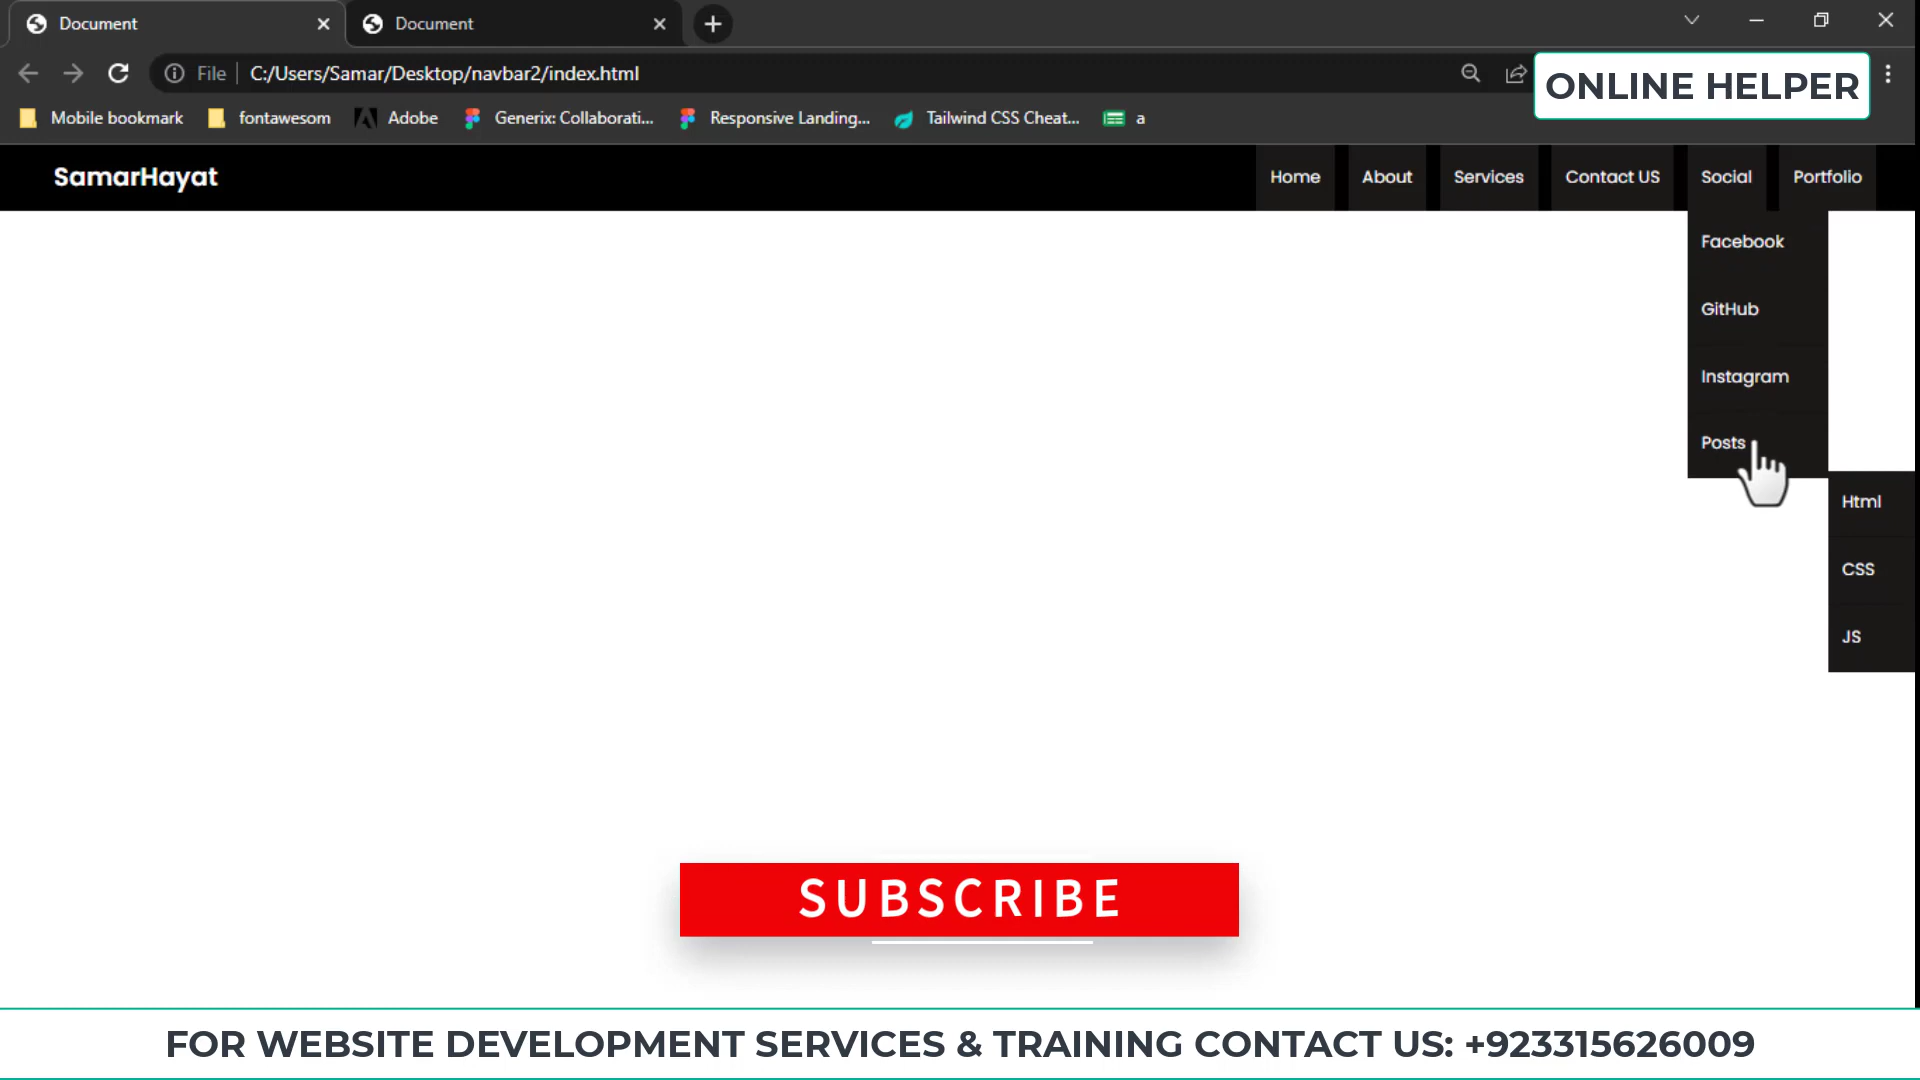 Document
Document
File C:/Users/Samar/Desktop/navbar2/index.html
ONLINE HELPER
Mobile bookmark fontawesom Adobe Generix: Collaborati... Responsive Landing... Tailwind CSS Cheat... a
SamarHayat Home About Services Contact US Social Portfolio
Facebook
GitHub
Instagram
Posts
Html
CSS
JS
SUBSCRIBE
FOR WEBSITE DEVELOPMENT SERVICES & TRAINING CONTACT US: +923315626009